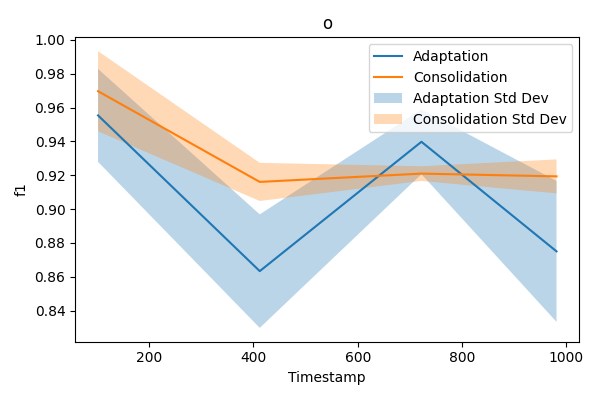 o
1.00
0.98
0.96
0.94
0.92
0.90
0.88
0.86
0.84
f1
Adaptation
Consolidation
Adaptation Std Dev
Consolidation Std Dev
200 400 600 800 1000
Timestamp